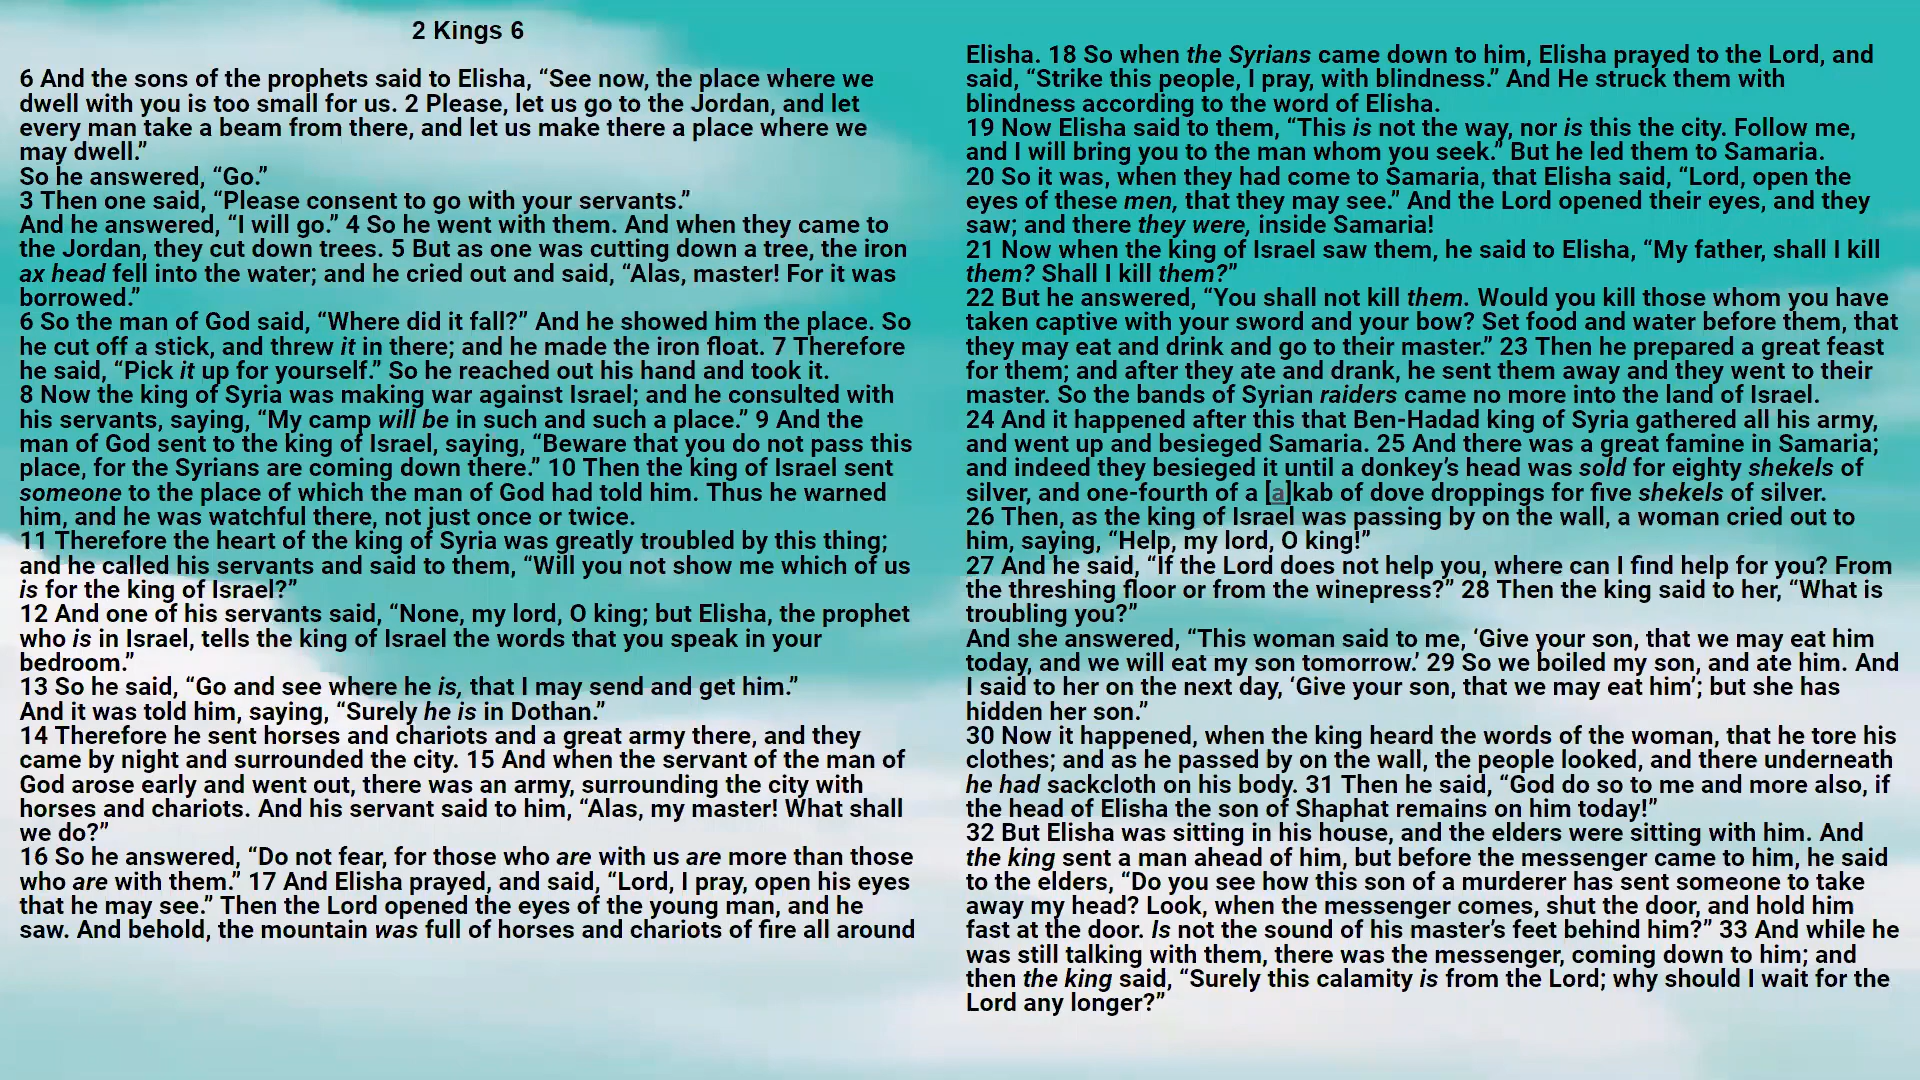 2 Kings 6
6 And the sons of the prophets said to Elisha, “See now, the place where we
dwell with you is too small for us. 2 Please, let us go to the Jordan, and let
every man take a beam from there, and let us make there a place where we
may dwell.”
So he answered, “Go.”
3 Then one said, “Please consent to go with your servants.”
And he answered, “I will go.” 4 So he went with them. And when they came to
the Jordan, they cut down trees. 5 But as one was cutting down a tree, the iron
ax head fell into the water; and he cried out and said, “Alas, master! For it was
borrowed.”
6 So the man of God said, “Where did it fall?” And he showed him the place. So
he cut off a stick, and threw it in there; and he made the iron float. 7 Therefore
he said, “Pick it up for yourself.” So he reached out his hand and took it.
8 Now the king of Syria was making war against Israel; and he consulted with
his servants, saying, “My camp will be in such and such a place.” 9 And the
man of God sent to the king of Israel, saying, “Beware that you do not pass this
place, for the Syrians are coming down there.” 10 Then the king of Israel sent
someone to the place of which the man of God had told him. Thus he warned
him, and he was watchful there, not just once or twice.
11 Therefore the heart of the king of Syria was greatly troubled by this thing;
and he called his servants and said to them, “Will you not show me which of us
is for the king of Israel?”
12 And one of his servants said, “None, my lord, O king; but Elisha, the prophet
who is in Israel, tells the king of Israel the words that you speak in your
bedroom.”
13 So he said, “Go and see where he is, that I may send and get him.”
And it was told him, saying, “Surely he is in Dothan.”
14 Therefore he sent horses and chariots and a great army there, and they
came by night and surrounded the city. 15 And when the servant of the man of
God arose early and went out, there was an army, surrounding the city with
horses and chariots. And his servant said to him, “Alas, my master! What shall
we do?”
16 So he answered, “Do not fear, for those who are with us are more than those
who are with them.” 17 And Elisha prayed, and said, “Lord, I pray, open his eyes
that he may see.” Then the Lord opened the eyes of the young man, and he
saw. And behold, the mountain was full of horses and chariots of fire all around
Elisha. 18 So when the Syrians came down to him, Elisha prayed to the Lord, and
said, “Strike this people, I pray, with blindness.” And He struck them with
blindness according to the word of Elisha.
19 Now Elisha said to them, “This is not the way, nor is this the city. Follow me,
and I will bring you to the man whom you seek.” But he led them to Samaria.
20 So it was, when they had come to Samaria, that Elisha said, “Lord, open the
eyes of these men, that they may see.” And the Lord opened their eyes, and they
saw; and there they were, inside Samaria!
21 Now when the king of Israel saw them, he said to Elisha, “My father, shall I kill
them? Shall I kill them?”
22 But he answered, “You shall not kill them. Would you kill those whom you have
taken captive with your sword and your bow? Set food and water before them, that
they may eat and drink and go to their master.” 23 Then he prepared a great feast
for them; and after they ate and drank, he sent them away and they went to their
master. So the bands of Syrian raiders came no more into the land of Israel.
24 And it happened after this that Ben-Hadad king of Syria gathered all his army,
and went up and besieged Samaria. 25 And there was a great famine in Samaria;
and indeed they besieged it until a donkey’s head was sold for eighty shekels of
silver, and one-fourth of a [a]kab of dove droppings for five shekels of silver.
26 Then, as the king of Israel was passing by on the wall, a woman cried out to
him, saying, “Help, my lord, O king!”
27 And he said, “If the Lord does not help you, where can I find help for you? From
the threshing floor or from the winepress?” 28 Then the king said to her, “What is
troubling you?”
And she answered, “This woman said to me, ‘Give your son, that we may eat him
today, and we will eat my son tomorrow.’ 29 So we boiled my son, and ate him. And
I said to her on the next day, ‘Give your son, that we may eat him’; but she has
hidden her son.”
30 Now it happened, when the king heard the words of the woman, that he tore his
clothes; and as he passed by on the wall, the people looked, and there underneath
he had sackcloth on his body. 31 Then he said, “God do so to me and more also, if
the head of Elisha the son of Shaphat remains on him today!”
32 But Elisha was sitting in his house, and the elders were sitting with him. And
the king sent a man ahead of him, but before the messenger came to him, he said
to the elders, “Do you see how this son of a murderer has sent someone to take
away my head? Look, when the messenger comes, shut the door, and hold him
fast at the door. Is not the sound of his master’s feet behind him?” 33 And while he
was still talking with them, there was the messenger, coming down to him; and
then the king said, “Surely this calamity is from the Lord; why should I wait for the
Lord any longer?”